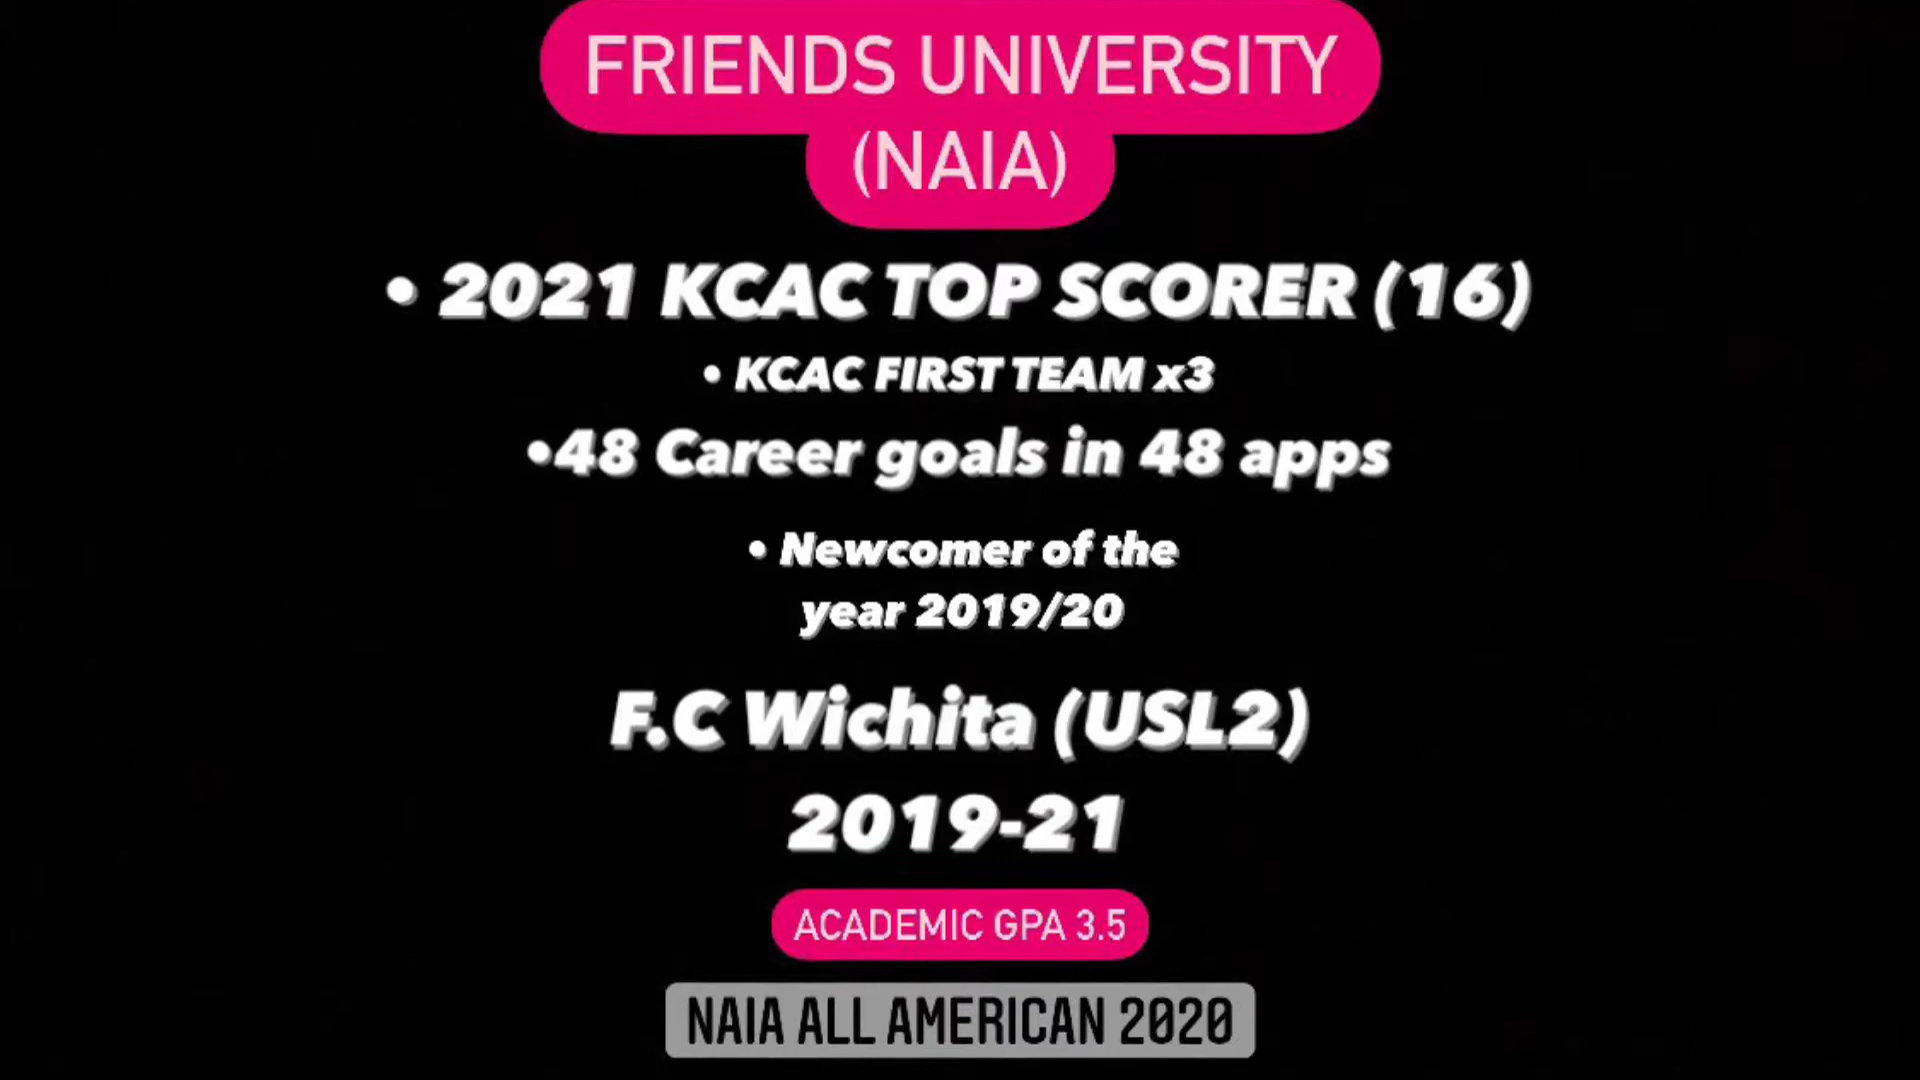 FRIENDS UNIVERSITY
(NAIA)
• 2021 KCAC TOP SCORER (16)
• KCAC FIRST TEAM x3
•48 Career goals in 48 apps
• Newcomer of the
year 2019/20
F.C Wichita (USL2)
2019-21
ACADEMIC GPA 3.5
NAIA ALL AMERICAN 2020